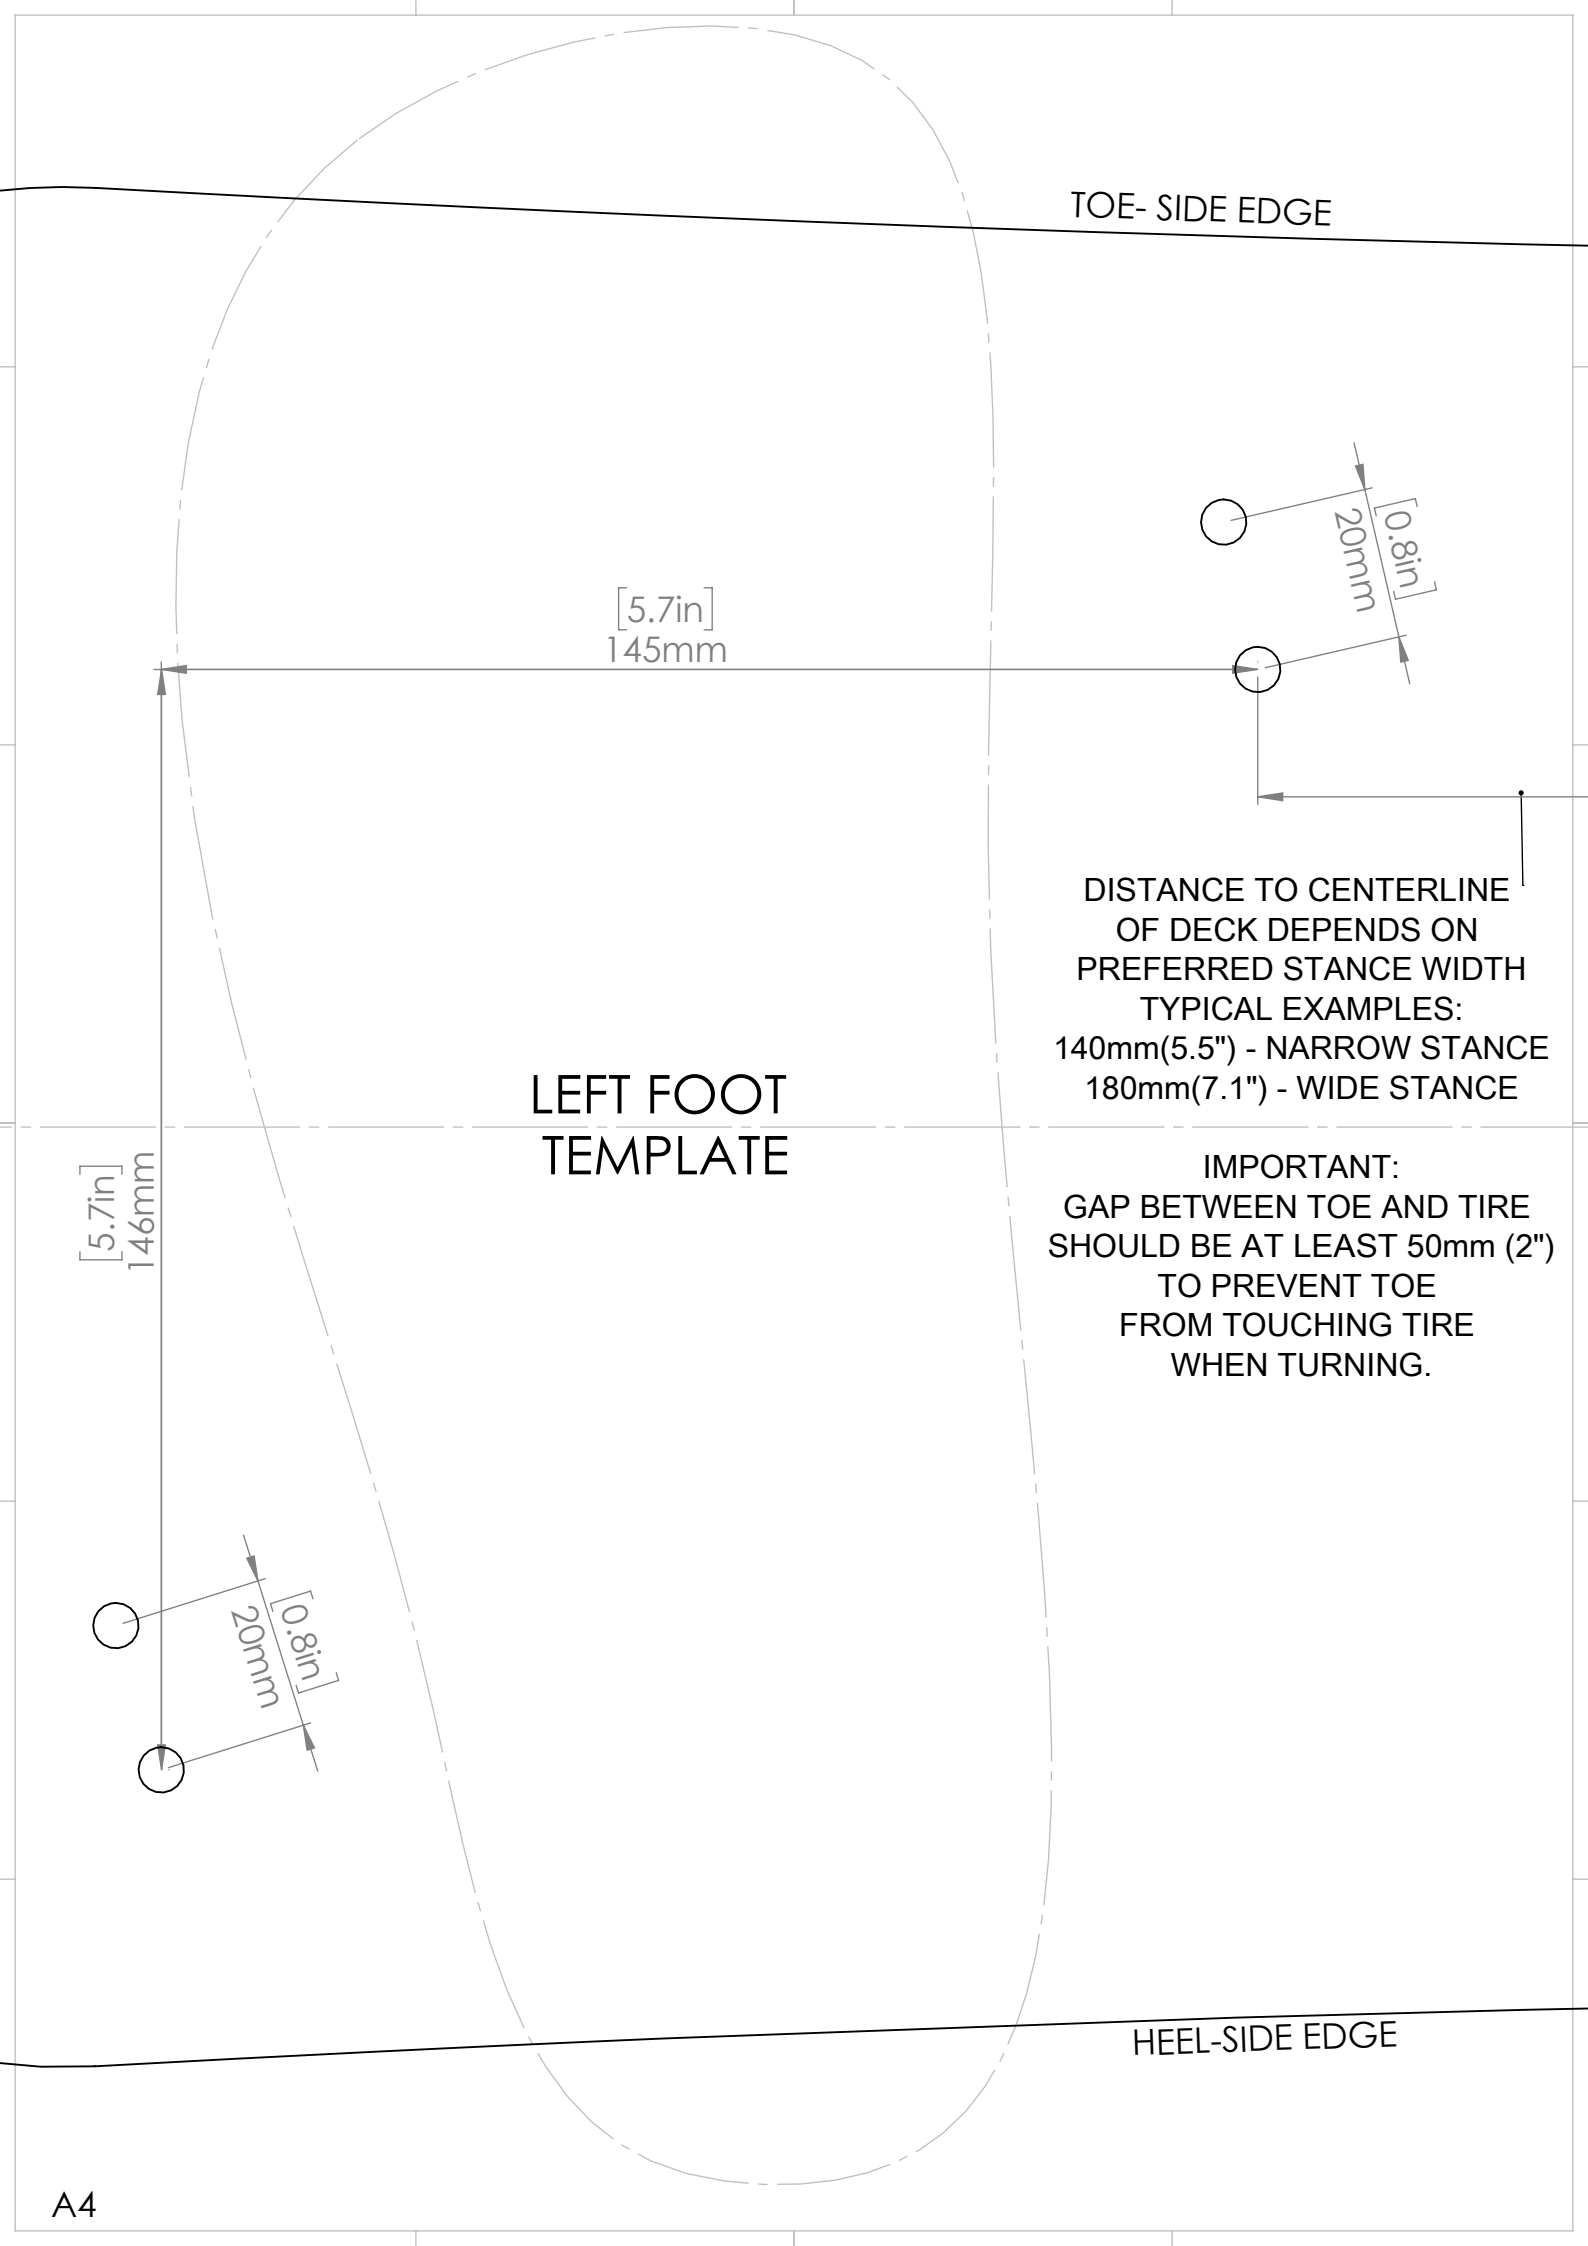 TOE- SIDE EDGE
[0.8in]
20mm
[5.7in]
145mm
DISTANCE TO CENTERLINE
OF DECK DEPENDS ON
PREFERRED STANCE WIDTH
TYPICAL EXAMPLES:
140mm(5.5") - NARROW STANCE
180mm(7.1") - WIDE STANCE
LEFT FOOT
TEMPLATE
[5.7in]
146mm
IMPORTANT:
GAP BETWEEN TOE AND TIRE
SHOULD BE AT LEAST 50mm (2")
TO PREVENT TOE
FROM TOUCHING TIRE
WHEN TURNING.
[0.8in]
20mm
HEEL-SIDE EDGE
A4